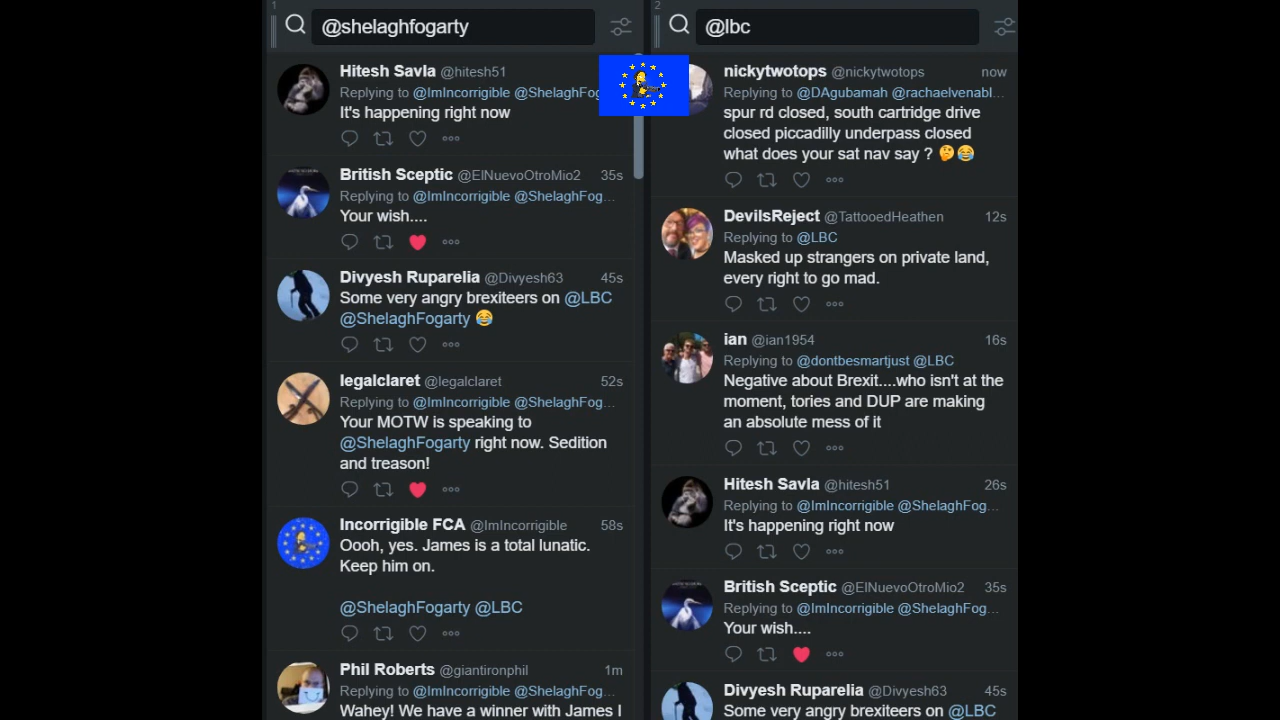 1
@shelaghfogarty
Hitesh Savla @hitesh51
Replying to @ImIncorrigible @ShelaghFog
It's happening right now
British Sceptic @ElNuevoOtroMio2 35s
Replying to @ImIncorrigible @ShelaghFog...
Your wish....
Divyesh Ruparelia @Divyesh63 45s
Some very angry brexiteers on @LBC
@ShelaghFogarty 😂
legalclaret @legalclaret 52s
Replying to @ImIncorrigible @ShelaghFog...
Your MOTW is speaking to
@ShelaghFogarty right now. Sedition
and treason!
Incorrigible FCA @ImIncorrigible 58s
Oooh, yes. James is a total lunatic.
Keep him on.
@ShelaghFogarty @LBC
Phil Roberts @giantironphil 1m
Replying to @ImIncorrigible @ShelaghFog...
Wahey! We have a winner with James I
2
@lbc
nickytwotops @nickytwotops now
Replying to @DAgubamah @rachaelvenabl...
spur rd closed, south cartridge drive
closed piccadilly underpass closed
what does your sat nav say ? 🤔😂
DevilsReject @TattooedHeathen 12s
Replying to @LBC
Masked up strangers on private land,
every right to go mad.
ian @ian1954 16s
Replying to @dontbesmartjust @LBC
Negative about Brexit....who isn't at the
moment, tories and DUP are making
an absolute mess of it
Hitesh Savla @hitesh51 26s
Replying to @ImIncorrigible @ShelaghFog...
It's happening right now
British Sceptic @ElNuevoOtroMio2 35s
Replying to @ImIncorrigible @ShelaghFog...
Your wish....
Divyesh Ruparelia @Divyesh63 45s
Some very angry brexiteers on @LBC